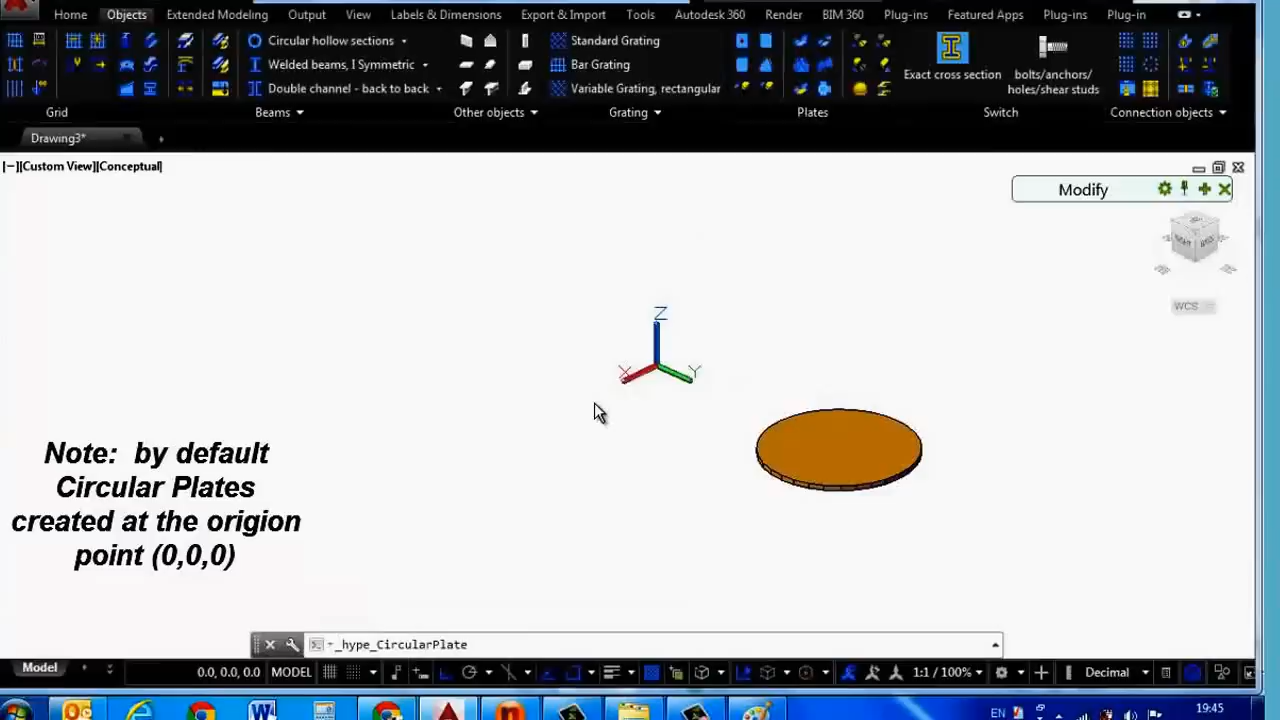 Home Objects Extended Modeling Output View Labels & Dimensions Export & Import Tools Autodesk 360 Render BIM 360 Plug-ins Featured Apps Plug-ins Plug-in
Circular hollow sections
Standard Grating
Welded beams, I Symmetric
Bar Grating
Exact cross section
bolts/anchors/
holes/shear studs
Double channel - back to back
Variable Grating, rectangular
Grid Beams Other objects Grating Plates Switch Connection objects
Drawing3*
[−][Custom View][Conceptual]
Modify
WCS
Z
X
Y
Note: by default
Circular Plates
created at the origion
point (0,0,0)
_hype_CircularPlate
Model
0.0, 0.0, 0.0 MODEL
1:1 / 100%
Decimal
EN
19:45